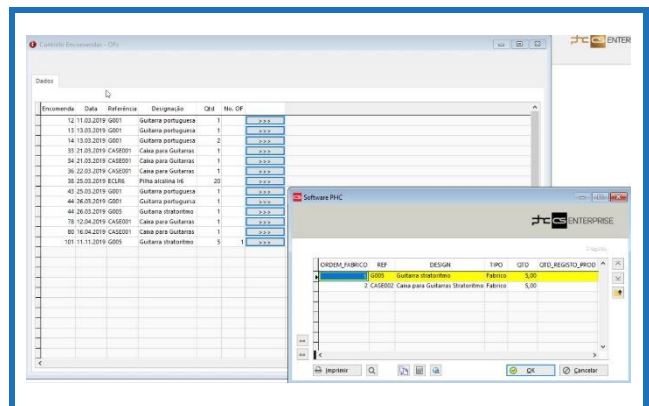 Controlo Encomendas - OFs
phc CS ENTER
Dados
Encomenda Data Referência Designação Qtd No. OF
12 11.03.2019 G001 Guitarra portuguesa 1 >>>
13 13.03.2019 G001 Guitarra portuguesa 1 >>>
14 13.03.2019 G001 Guitarra portuguesa 2 >>>
33 21.03.2019 CASE001 Caixa para Guitarras 1 >>>
34 21.03.2019 CASE001 Caixa para Guitarras 1 >>>
36 22.03.2019 CASE001 Caixa para Guitarras 1 >>>
38 25.03.2019 ECLR6 Pilha alcalina lr6 20 >>>
43 25.03.2019 G001 Guitarra portuguesa 1 >>>
44 26.03.2019 G001 Guitarra portuguesa 1 >>>
44 26.03.2019 G005 Guitarra stratoritmo 1 >>>
78 12.04.2019 CASE001 Caixa para Guitarras 1 >>>
80 16.04.2019 CASE001 Caixa para Guitarras 1 >>>
101 11.11.2019 G005 Guitarra stratoritmo 5 1 >>>
CS Software PHC
phc CS ENTERPRISE
ORDEM_FABRICO REF DESIGN TIPO QTD QTD_REGISTO_PROD
1 G005 Guitarra stratoritmo Fabrico 5,00
2 CASE002 Caixa para Guitarras Stratoritmo Fabrico 5,00
Imprimir OK Cancelar